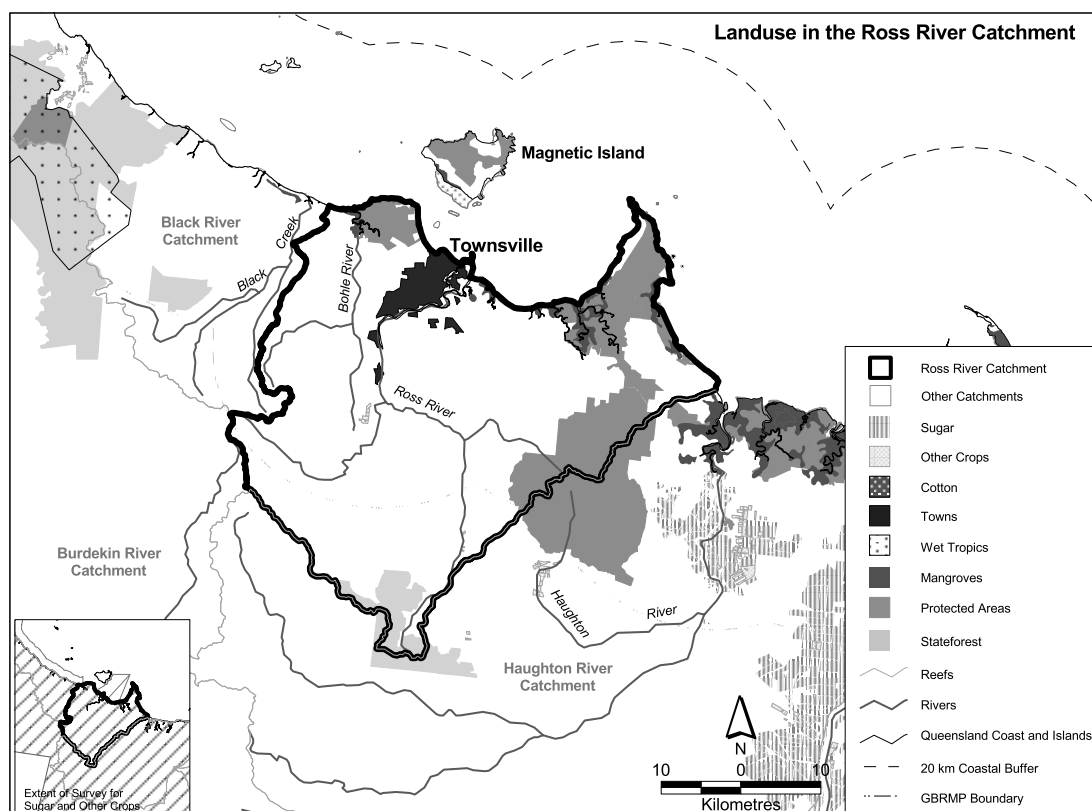 Landuse in the Ross River Catchment
Magnetic Island
Black River
Catchment
Creek
Black
Bohle River
Townsville
Ross River
Burdekin River
Catchment
Haughton
River
Haughton River
Catchment
Ross River Catchment
Other Catchments
Sugar
Other Crops
Cotton
Towns
Wet Tropics
Mangroves
Protected Areas
Stateforest
Reefs
Rivers
Queensland Coast and Islands
20 km Coastal Buffer
GBRMP Boundary
N
10 0 10
Kilometres
Extent of Survey for
Sugar and Other Crops